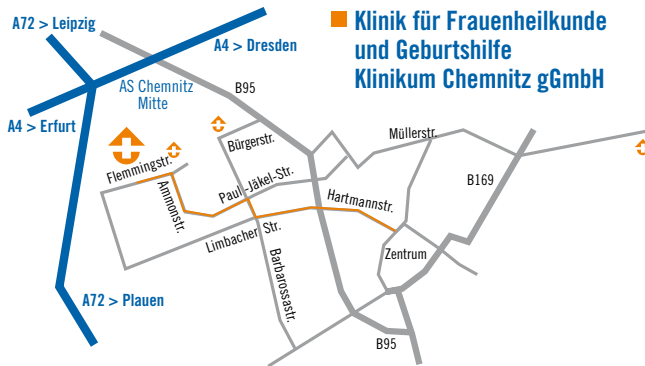 A72 > Leipzig
A4 > Dresden
Klinik für Frauenheilkunde
und Geburtshilfe
Klinikum Chemnitz gGmbH
AS Chemnitz
Mitte
B95
A4 > Erfurt
Bürgerstr.
Müllerstr.
Flemmingstr.
Ammonstr.
Paul-Jäkel-Str.
Hartmannstr.
B169
Limbacher Str.
Barbarossastr.
Zentrum
A72 > Plauen
B95